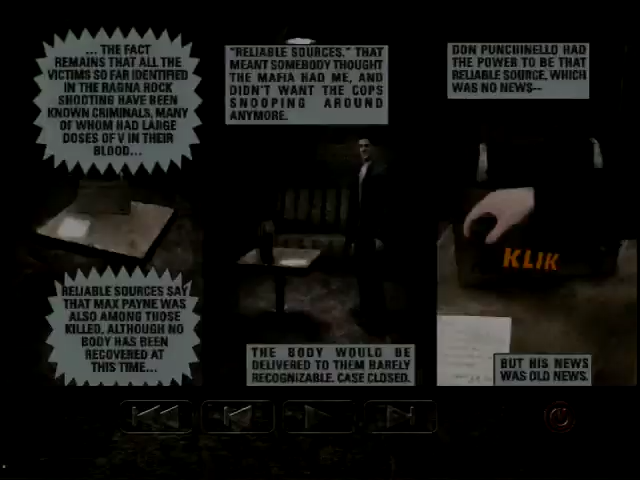 ... THE FACT
REMAINS THAT ALL THE
VICTIMS SO FAR IDENTIFIED
IN THE RAGNA ROCK
SHOOTING HAVE BEEN
KNOWN CRIMINALS, MANY
OF WHOM HAD LARGE
DOSES OF V IN THEIR
BLOOD...
RELIABLE SOURCES SAY
THAT MAX PAYNE WAS
ALSO AMONG THOSE
KILLED, ALTHOUGH NO
BODY HAS BEEN
RECOVERED AT
THIS TIME...
"RELIABLE SOURCES." THAT
MEANT SOMEBODY THOUGHT
THE MAFIA HAD ME, AND
DIDN'T WANT THE COPS
SNOOPING AROUND
ANYMORE.
THE BODY WOULD BE
DELIVERED TO THEM BARELY
RECOGNIZABLE. CASE CLOSED.
DON PUNCHINELLO HAD
THE POWER TO BE THAT
RELIABLE SOURCE, WHICH
WAS NO NEWS--
KLIK
BUT HIS NEWS
WAS OLD NEWS.